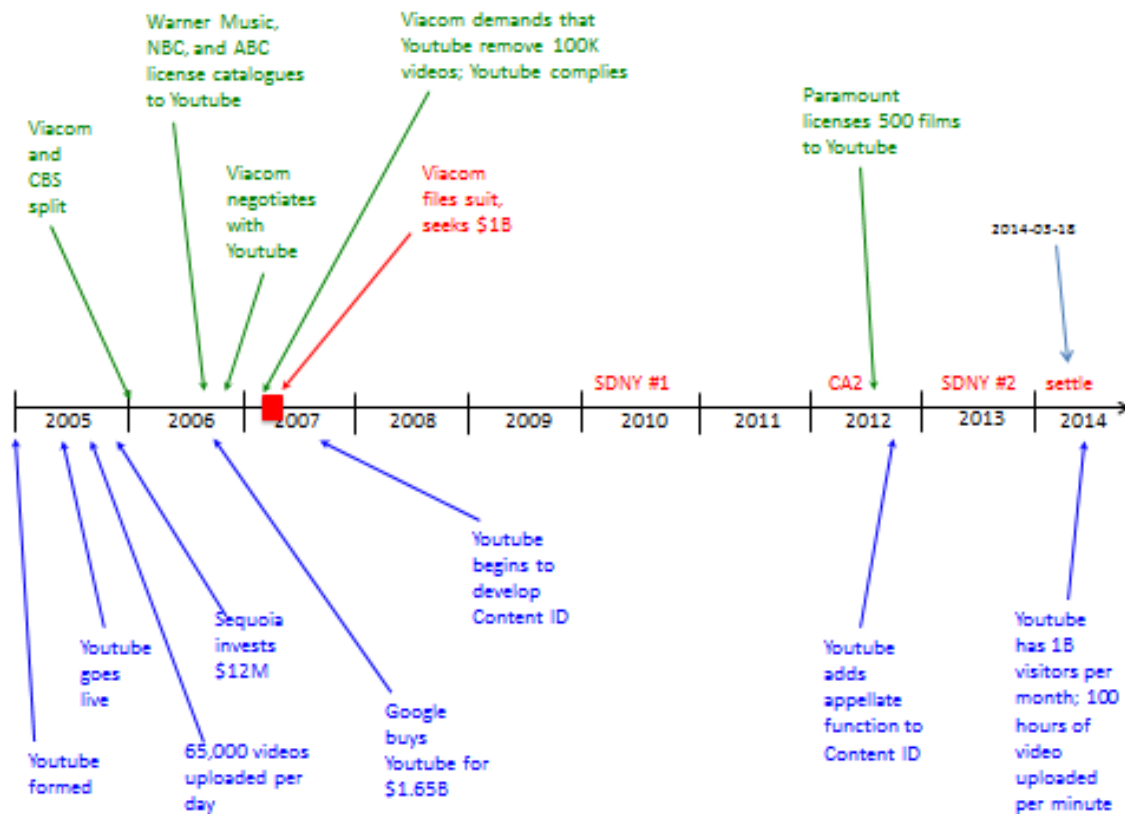 Warner Music,
NBC, and ABC
license catalogues
to Youtube
Viacom demands that
Youtube remove 100K
videos; Youtube complies
Paramount
licenses 500 films
to Youtube
Viacom
and
CBS
split
Viacom
negotiates
with
Youtube
Viacom
files suit,
seeks $1B
2014-03-18
SDNY #1
CA2
SDNY #2
settle
2005
2006
2007
2008
2009
2010
2011
2012
2013
2014
Youtube
begins to
develop
Content ID
Sequoia
invests
$12M
Youtube
goes
live
Youtube
adds
appellate
function to
Content ID
Youtube
has 1B
visitors per
month; 100
hours of
video
uploaded
per minute
Google
buys
Youtube for
$1.65B
Youtube
formed
65,000 videos
uploaded per
day